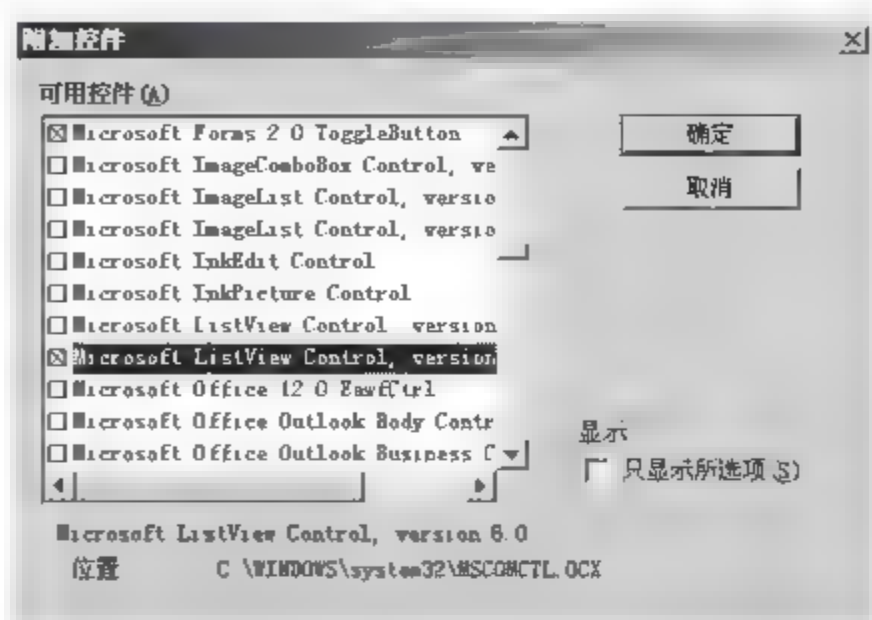 附加控件
可用控件(A)
Microsoft Forms 2 0 ToggleButton
Microsoft ImageComboBox Control, ve
Microsoft ImageList Control, versio
Microsoft ImageList Control, versio
Microsoft InkEdit Control
Microsoft InkPicture Control
Microsoft ListView Control version
Microsoft ListView Control, version
Microsoft Office 12 0
Microsoft Office Outlook Body Contr
Microsoft Office Outlook Business C
确定
取消
显示
只显示所选项 S)
Microsoft ListView Control, version 6.0
位置 C \WINDOWS\system32\MSCOMCTL.OCX